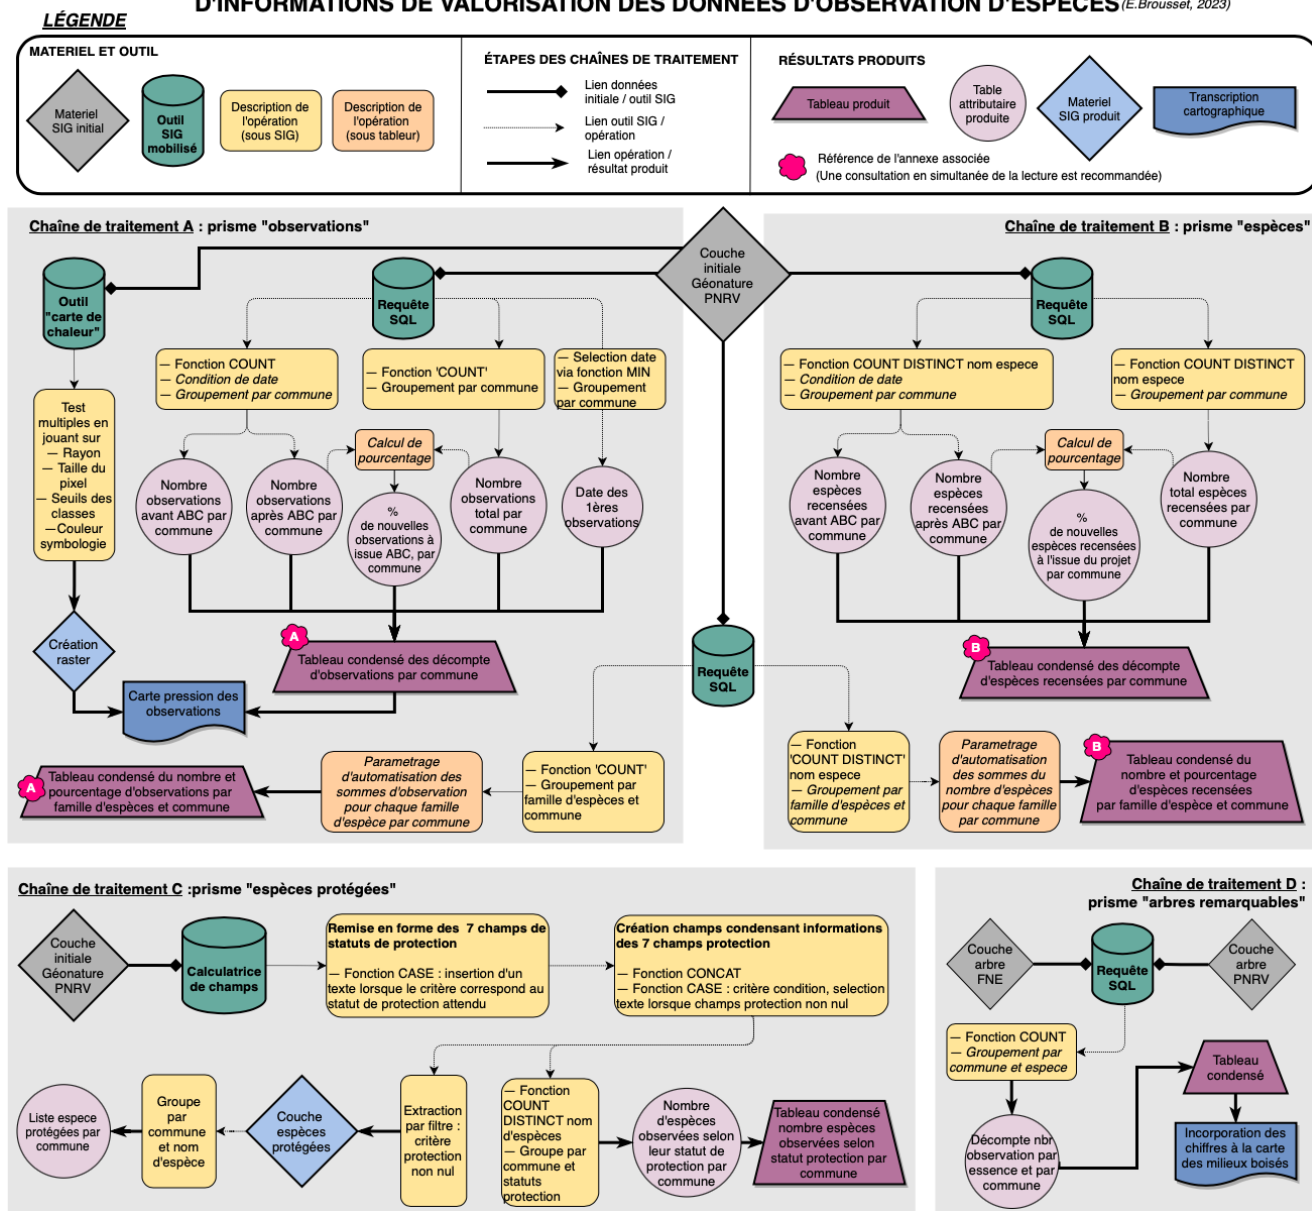 D'INFORMATIONS DE VALORISATION DES DONNÉES D'OBSERVATION D'ESPÈCES (E.Brousset, 2023)
LÉGENDE
MATERIEL ET OUTIL
Materiel
SIG initial
Outil
SIG
mobilisé
Description de
l'opération
(sous SIG)
Description de
l'opération
(sous tableur)
ÉTAPES DES CHAÎNES DE TRAITEMENT
Lien données
initiale / outil SIG
Lien outil SIG /
opération
Lien opération /
résultat produit
RÉSULTATS PRODUITS
Tableau produit
Table
attributaire
produite
Materiel
SIG produit
Transcription
cartographique
Référence de l'annexe associée
(Une consultation en simultanée de la lecture est recommandée)
Chaîne de traitement A : prisme "observations"
Outil
"carte de
chaleur"
Requête
SQL
Couche
initiale
Géonature
PNRV
— Fonction COUNT
— Condition de date
— Groupement par commune
— Fonction 'COUNT'
— Groupement par commune
— Selection date
via fonction MIN
— Groupement
par commune
Test
multiples en
jouant sur
— Rayon
— Taille du
pixel
— Seuils des
classes
—Couleur
symbologie
Calcul de
pourcentage
Nombre
observations
avant ABC par
commune
Nombre
observations
après ABC par
commune
%
de nouvelles
observations à
issue ABC, par
commune
Nombre
observations
total par
commune
Date des
1ères
observations
Création
raster
A
Tableau condensé des décompte
d'observations par commune
Carte pression des
observations
A
Tableau condensé du nombre et
pourcentage d'observations par
famille d'espèces et commune
Parametrage
d'automatisation des
sommes d'observation
pour chaque famille
d'espèce par commune
— Fonction 'COUNT'
— Groupement par
famille d'espèces et
commune
Requête
SQL
Chaîne de traitement B : prisme "espèces"
Requête
SQL
— Fonction COUNT DISTINCT nom espece
— Condition de date
— Groupement par commune
— Fonction COUNT DISTINCT
nom espece
— Groupement par commune
Calcul de
pourcentage
Nombre
espèces
recensées
avant ABC par
commune
Nombre
espèces
recensées
après ABC par
commune
%
de nouvelles
espèces recensées
à l'issue du projet
par commune
Nombre
total espèces
recensées par
commune
B
Tableau condensé des décompte
d'espèces recensées par commune
— Fonction
'COUNT DISTINCT'
nom espece
— Groupement par
famille d'espèces et
commune
Parametrage
d'automatisation
des sommes du
nombre d'espèces
pour chaque famille
par commune
B
Tableau condensé du
nombre et pourcentage
d'espèces recensées
par famille d'espèce et commune
Chaîne de traitement C :prisme "espèces protégées"
Couche
initiale
Géonature
PNRV
Calculatrice
de champs
Remise en forme des 7 champs de
statuts de protection
— Fonction CASE : insertion d'un
texte lorsque le critère correspond au
statut de protection attendu
Création champs condensant informations
des 7 champs protection
— Fonction CONCAT
— Fonction CASE : critère condition, selection
texte lorsque champs protection non nul
Liste espece
protégées par
commune
Groupe
par
commune
et nom
d'espèce
Couche
espèces
protégées
Extraction
par filtre :
critère
protection
non nul
— Fonction
COUNT
DISTINCT nom
d'espèces
— Groupe par
commune et
statuts
protection
Nombre
d'espèces
observées selon
leur statut de
protection par
commune
Tableau condensé
nombre espèces
observées selon
statut protection par
commune
Chaîne de traitement D :
prisme "arbres remarquables"
Couche
arbre
FNE
Requête
SQL
Couche
arbre
PNRV
— Fonction COUNT
— Groupement par
commune et espece
Tableau
condensé
Décompte nbr
observation par
essence et par
commune
Incorporation des
chiffres à la carte
des milieux boisés